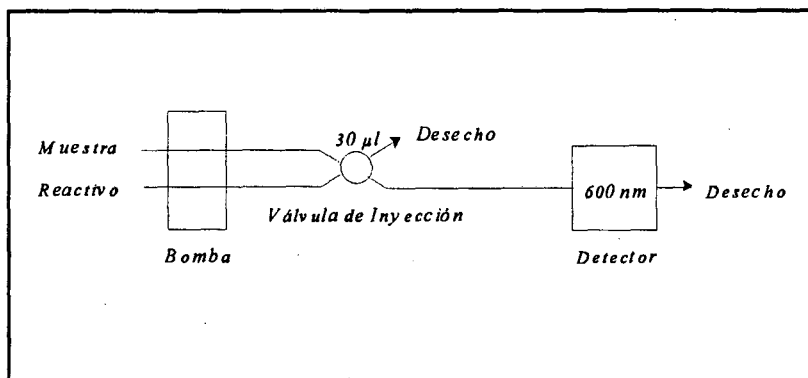 30 µl
Desecho
Muestra
Reactivo
600 nm
Desecho
Válvula de Inyección
Bomba
Detector